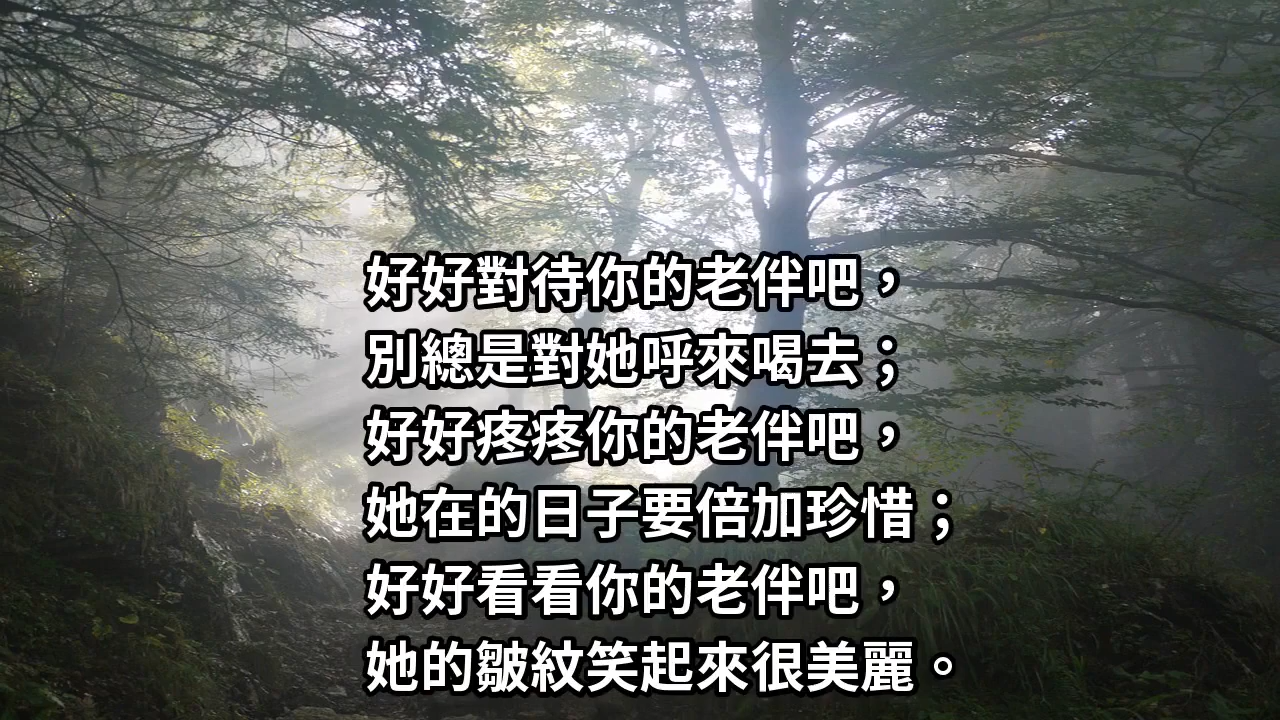 好好對待你的老伴吧，
別總是對她呼來喝去；
好好疼疼你的老伴吧，
她在的日子要倍加珍惜；
好好看看你的老伴吧，
她的皺紋笑起來很美麗。